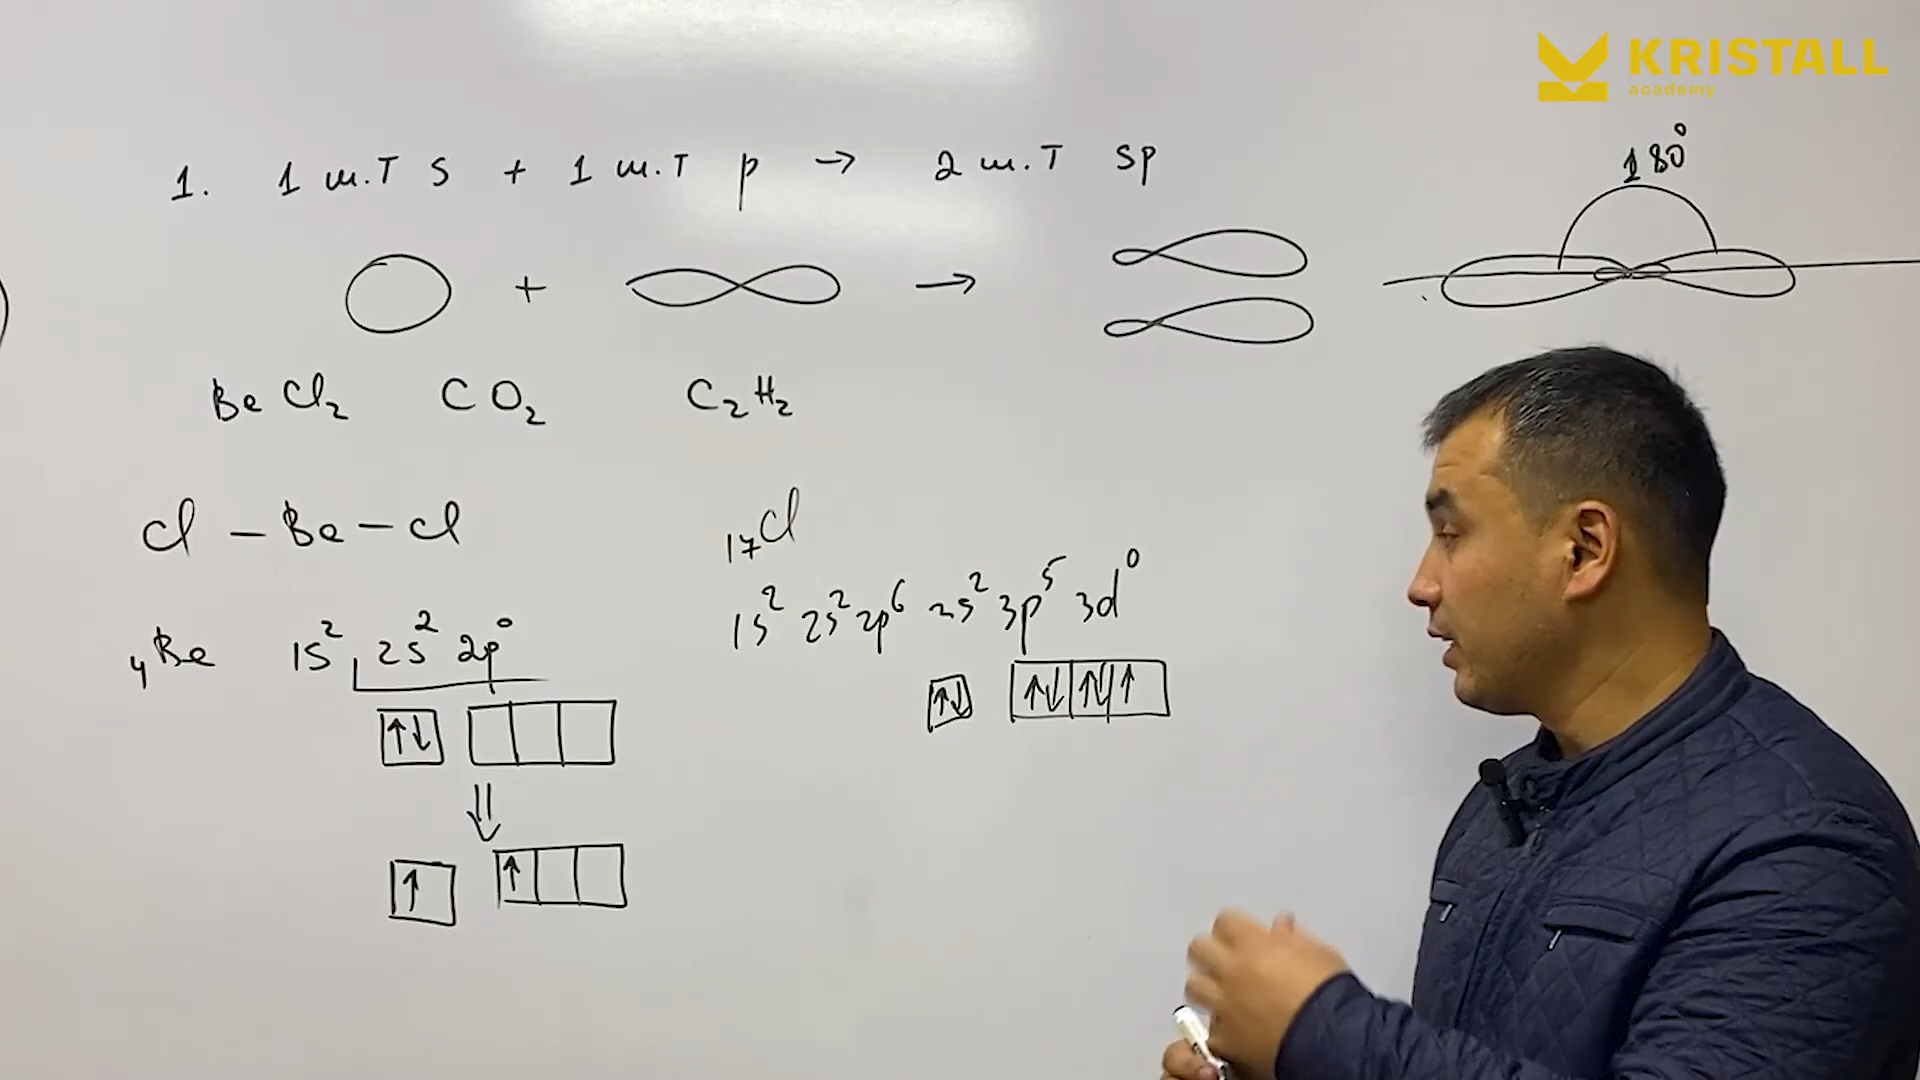 KRISTALL
academy
1. 1 ш.т s + 1 ш.т p → 2 ш.т sp
180⁰
+ →
BeCl₂ CO₂ C₂H₂
Cl – Be – Cl
₁₇Cl
1s² 2s² 2p⁶ 3s² 3p⁵ 3d⁰
₄Be 1s² 2s² 2p⁰
↑↓ ↑↓ ↑↓ ↑
↑↓
⇓
↑ ↑